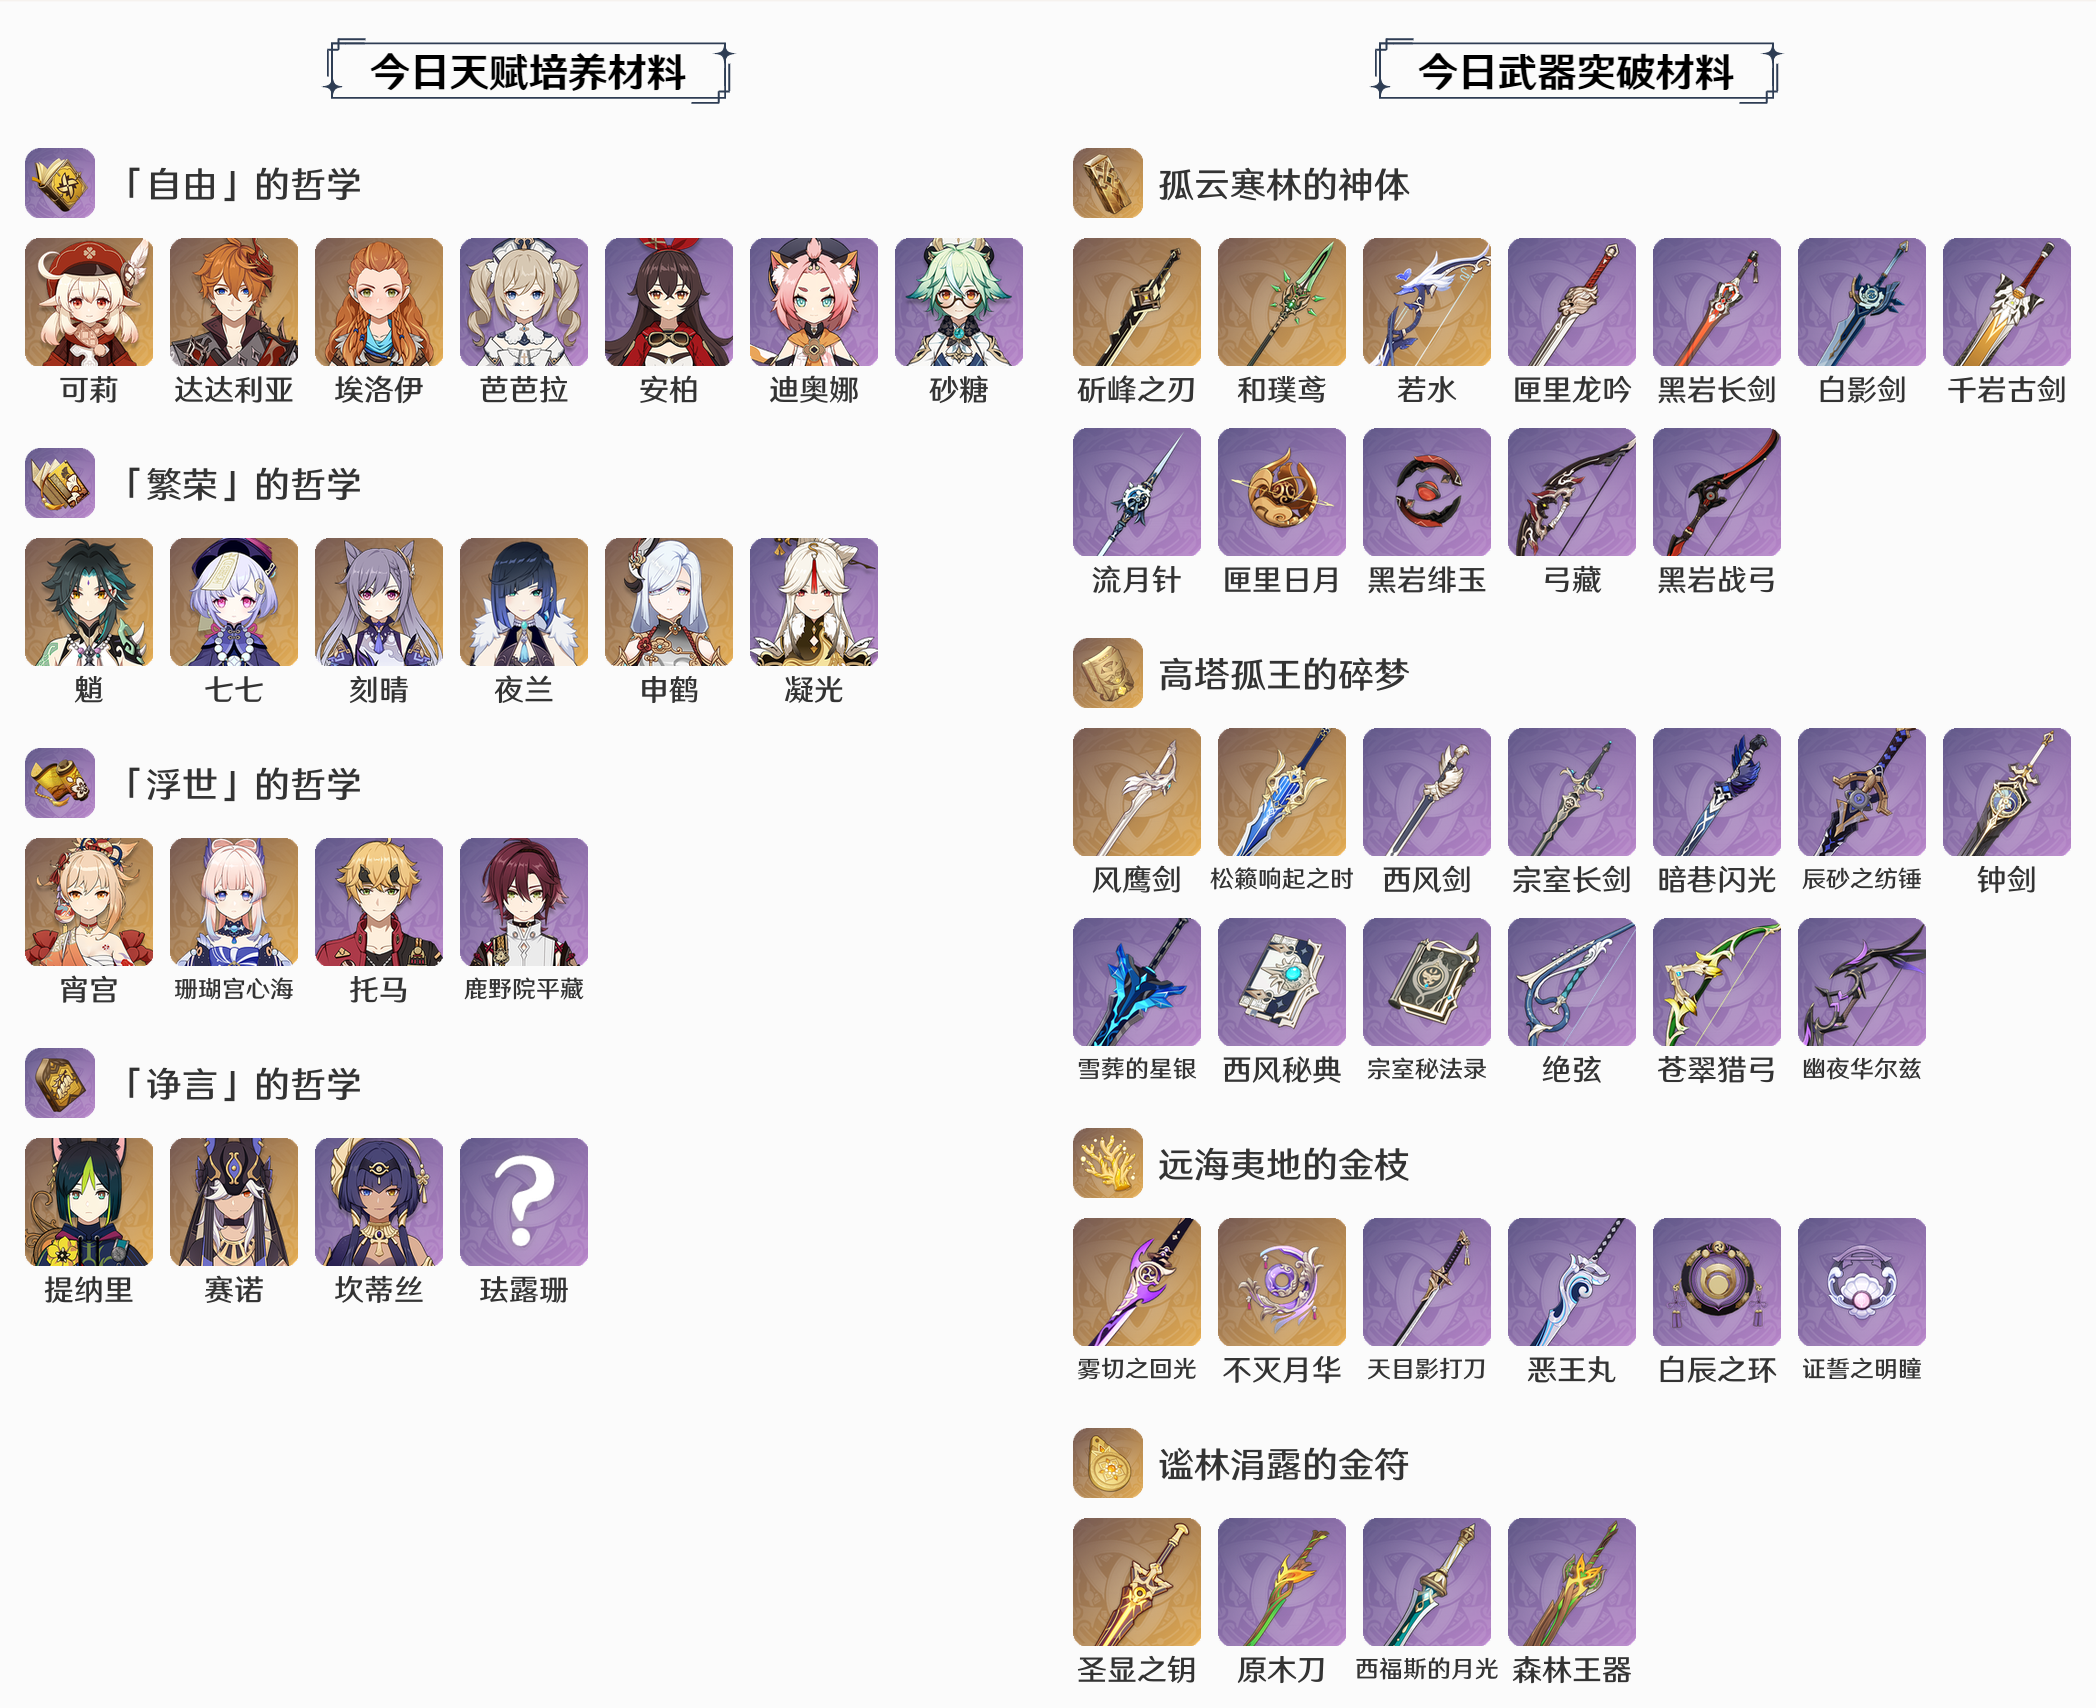 今日天赋培养材料
「自由」的哲学
可莉 达达利亚 埃洛伊 芭芭拉 安柏 迪奥娜 砂糖
「繁荣」的哲学
魈 七七 刻晴 夜兰 申鹤 凝光
「浮世」的哲学
宵宫 珊瑚宫心海 托马 鹿野院平藏
「诤言」的哲学
提纳里 赛诺 坎蒂丝 珐露珊
今日武器突破材料
孤云寒林的神体
斫峰之刃 和璞鸢 若水 匣里龙吟 黑岩长剑 白影剑 千岩古剑
流月针 匣里日月 黑岩绯玉 弓藏 黑岩战弓
高塔孤王的碎梦
风鹰剑 松籁响起之时 西风剑 宗室长剑 暗巷闪光 辰砂之纺锤 钟剑
雪葬的星银 西风秘典 宗室秘法录 绝弦 苍翠猎弓 幽夜华尔兹
远海夷地的金枝
雾切之回光 不灭月华 天目影打刀 恶王丸 白辰之环 证誓之明瞳
谧林涓露的金符
圣显之钥 原木刀 西福斯的月光 森林王器